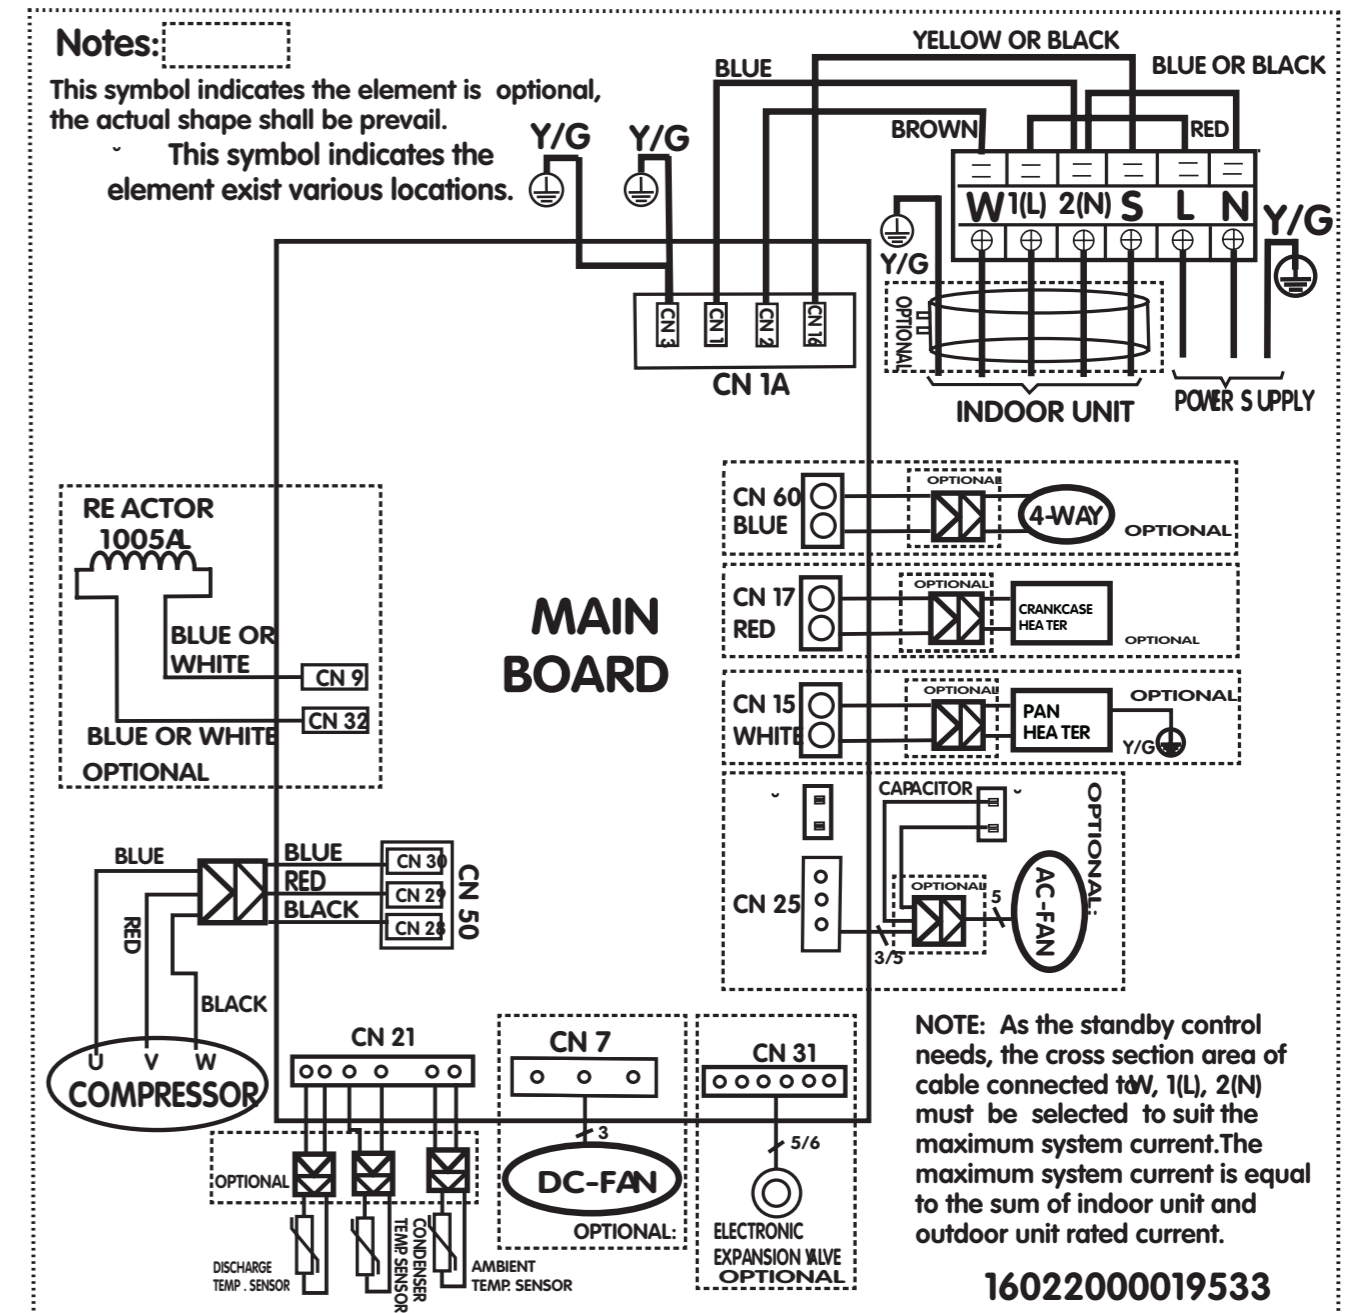 Notes:
This symbol indicates the element is optional,
the actual shape shall be prevail.
˘ This symbol indicates the
element exist various locations.
Y/G
Y/G
BLUE
YELLOW OR BLACK
BLUE OR BLACK
BROWN
RED
W 1(L) 2(N) S L N
Y/G
Y/G
OPTIONAL
INDOOR UNIT
POWER SUPPLY
CN 3
CN 1
CN 2
CN 16
CN 1A
RE ACTOR
1005AL
BLUE OR
WHITE
CN 9
CN 32
BLUE OR WHITE
OPTIONAL
MAIN
BOARD
CN 60
BLUE
OPTIONAL
4-WAY
OPTIONAL
CN 17
RED
OPTIONAL
CRANKCASE
HEA TER
OPTIONAL
CN 15
WHITE
OPTIONAL
PAN
HEA TER
OPTIONAL
Y/G
˘
CAPACITOR
˘
OPTIONAL:
CN 25
OPTIONAL
3/5
5
AC-FAN
BLUE
RED
BLACK
BLUE
RED
BLACK
CN 30
CN 29
CN 28
CN 50
U V W
COMPRESSOR
CN 21
OPTIONAL
DISCHARGE
TEMP . SENSOR
CONDENSER
TEMP. SENSOR
AMBIENT
TEMP. SENSOR
CN 7
3
DC-FAN
OPTIONAL:
CN 31
5/6
ELECTRONIC
EXPANSION VALVE
OPTIONAL
NOTE: As the standby control
needs, the cross section area of
cable connected to W, 1(L), 2(N)
must be selected to suit the
maximum system current.The
maximum system current is equal
to the sum of indoor unit and
outdoor unit rated current.
16022000019533